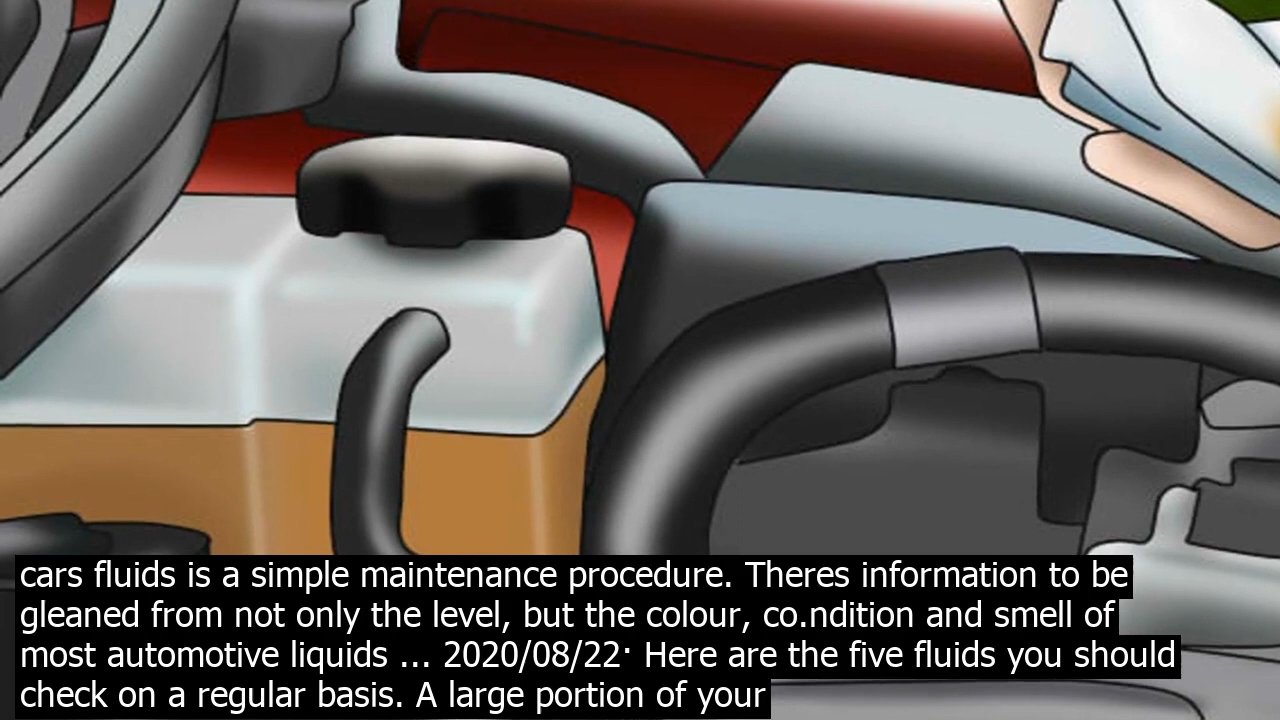 cars fluids is a simple maintenance procedure. Theres information to be
gleaned from not only the level, but the colour, co.ndition and smell of
most automotive liquids ... 2020/08/22· Here are the five fluids you should
check on a regular basis. A large portion of your